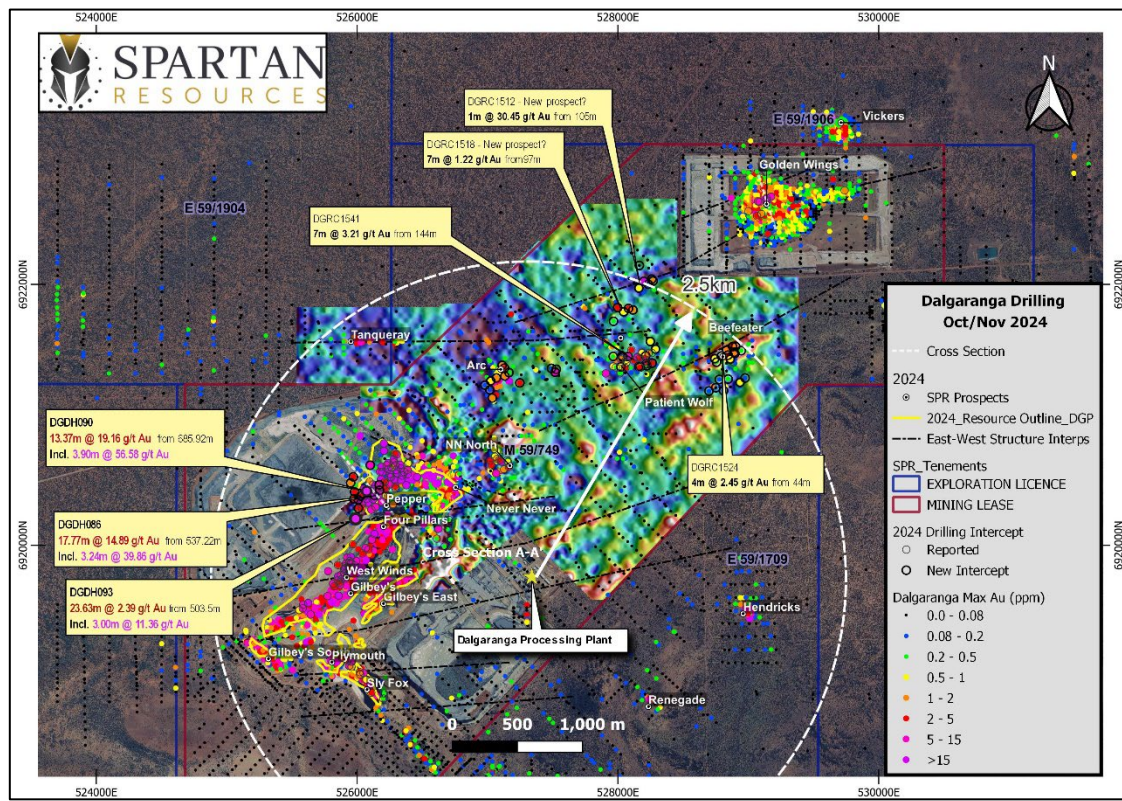 524000E
526000E
528000E
530000E
SPARTAN
RESOURCES
N
DGRC1512 - New prospect?
1m @ 30.45 g/t Au from 105m
DGRC1518 - New prospect?
7m @ 1.22 g/t Au from97m
DGRC1541
7m @ 3.21 g/t Au from 144m
E 59/1906
Vickers
Golden Wings
E 59/1904
6922000N
6922000N
2.5km
Beefeater
Tanqueray
Arc
Patient Wolf
DGDH090
13.37m @ 19.16 g/t Au from 685.92m
Incl. 3.90m @ 56.58 g/t Au
NN North
M 59/749
DGRC1524
4m @ 2.45 g/t Au from 44m
Pepper
Never Never
Four Pillars
DGDH086
17.77m @ 14.89 g/t Au from 537.22m
Incl. 3.24m @ 39.86 g/t Au
6920000N
6920000N
Cross Section A-A'
E 59/1709
West Winds
Gilbey's
Gilbey's East
Hendricks
DGDH093
23.63m @ 2.39 g/t Au from 503.5m
Incl. 3.00m @ 11.36 g/t Au
Dalgaranga Processing Plant
Gilbey's So
Plymouth
Sly Fox
Renegade
0 500 1,000 m
Dalgaranga Drilling
Oct/Nov 2024
Cross Section
2024
SPR Prospects
2024_Resource Outline_DGP
East-West Structure Interps
SPR_Tenements
EXPLORATION LICENCE
MINING LEASE
2024 Drilling Intercept
Reported
New Intercept
Dalgaranga Max Au (ppm)
0.0 - 0.08
0.08 - 0.2
0.2 - 0.5
0.5 - 1
1 - 2
2 - 5
5 - 15
>15
524000E
526000E
528000E
530000E